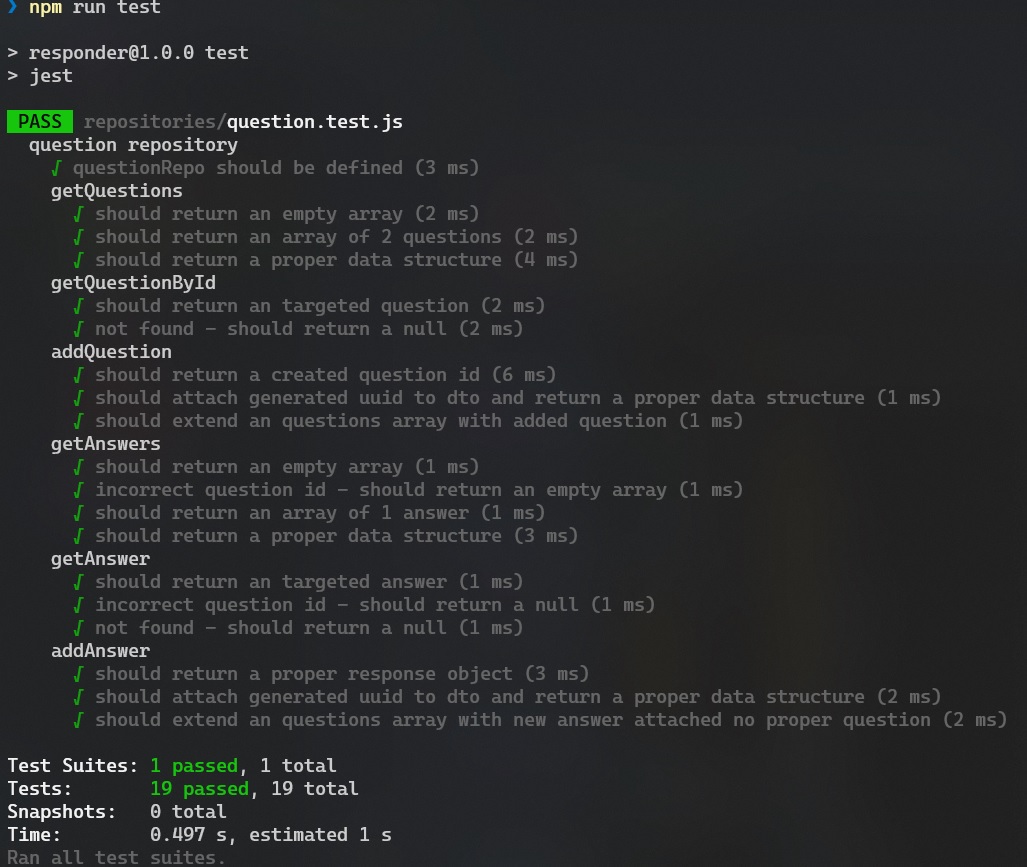 ❯ npm run test
> responder@1.0.0 test
> jest
PASS repositories/question.test.js
question repository
√ questionRepo should be defined (3 ms)
getQuestions
√ should return an empty array (2 ms)
√ should return an array of 2 questions (2 ms)
√ should return a proper data structure (4 ms)
getQuestionById
√ should return an targeted question (2 ms)
√ not found – should return a null (2 ms)
addQuestion
√ should return a created question id (6 ms)
√ should attach generated uuid to dto and return a proper data structure (1 ms)
√ should extend an questions array with added question (1 ms)
getAnswers
√ should return an empty array (1 ms)
√ incorrect question id – should return an empty array (1 ms)
√ should return an array of 1 answer (1 ms)
√ should return a proper data structure (3 ms)
getAnswer
√ should return an targeted answer (1 ms)
√ incorrect question id – should return a null (1 ms)
√ not found – should return a null (1 ms)
addAnswer
√ should return a proper response object (3 ms)
√ should attach generated uuid to dto and return a proper data structure (2 ms)
√ should extend an questions array with new answer attached no proper question (2 ms)
Test Suites: 1 passed, 1 total
Tests: 19 passed, 19 total
Snapshots: 0 total
Time: 0.497 s, estimated 1 s
Ran all test suites.